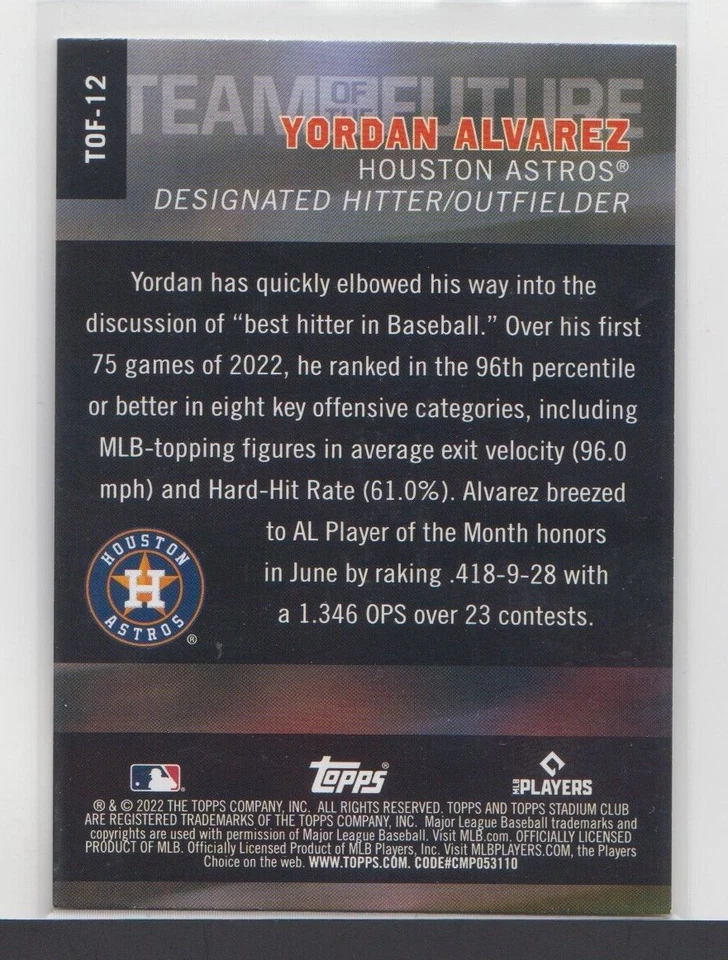 TOF-12
TEAM OF THE FUTURE
YORDAN ALVAREZ
HOUSTON ASTROS®
DESIGNATED HITTER/OUTFIELDER
Yordan has quickly elbowed his way into the
discussion of “best hitter in Baseball.” Over his first
75 games of 2022, he ranked in the 96th percentile
or better in eight key offensive categories, including
MLB-topping figures in average exit velocity (96.0
mph) and Hard-Hit Rate (61.0%). Alvarez breezed
to AL Player of the Month honors
in June by raking .418-9-28 with
a 1.346 OPS over 23 contests.
HOUSTON
H
ASTROS
®
topps®
MLB PLAYERS
® & © 2022 THE TOPPS COMPANY, INC. ALL RIGHTS RESERVED. TOPPS AND TOPPS STADIUM CLUB
ARE REGISTERED TRADEMARKS OF THE TOPPS COMPANY, INC. Major League Baseball trademarks and
copyrights are used with permission of Major League Baseball. Visit MLB.com. OFFICIALLY LICENSED
PRODUCT OF MLB. Officially Licensed Product of MLB Players, Inc. Visit MLBPLAYERS.COM, the Players
Choice on the web. WWW.TOPPS.COM. CODE#CMP053110